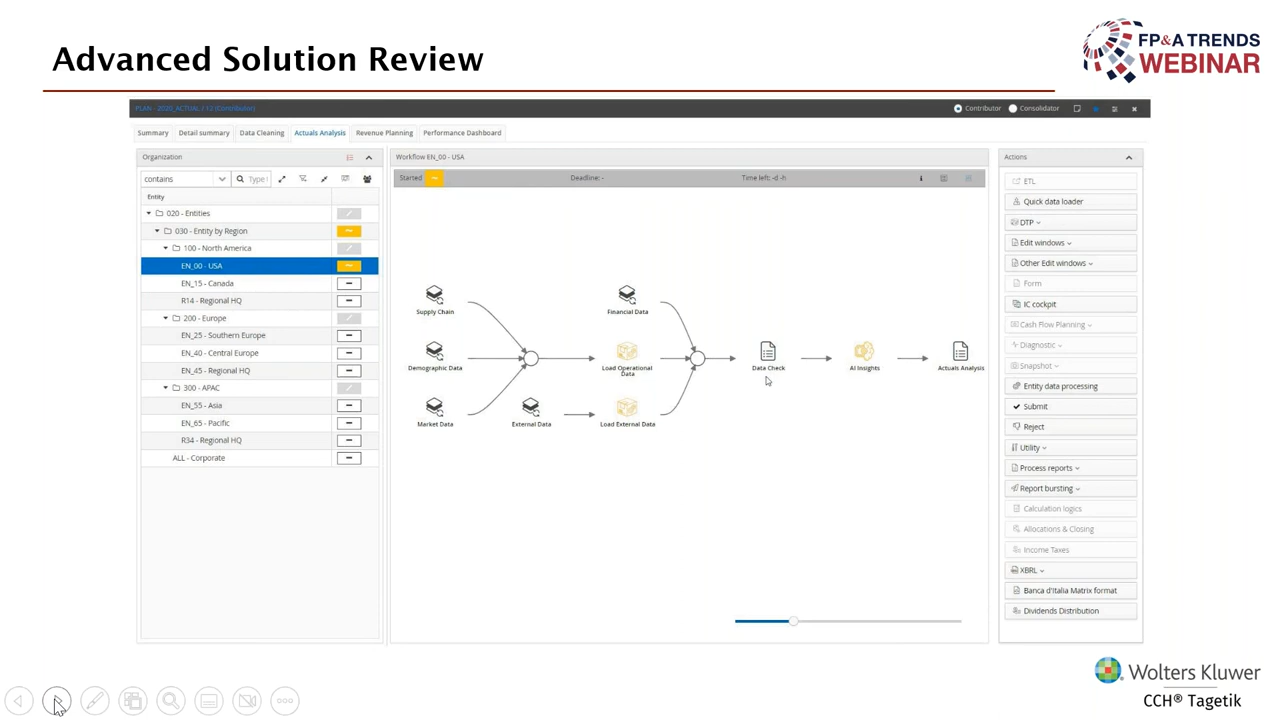 Advanced Solution Review
FP&A TRENDS
WEBINAR
PLAN - 2020_ACTUAL
(Contributor)
Contributor
Consolidator
Summary
Detail summary
Data Cleaning
Actuals Analysis
Revenue Planning
Performance Dashboard
Organization
contains
Type
Entity
020 - Entities
030 - Entity by Region
100 - North America
EN_00 - USA
EN_15 - Canada
R14 - Regional HQ
200 - Europe
EN_25 - Southern Europe
EN_40 - Central Europe
EN_45 - Regional HQ
300 - APAC
EN_55 - Asia
EN_65 - Pacific
R34 - Regional HQ
ALL - Corporate
Workflow EN_00 - USA
Started
Deadline: -
Time left: -d -h
Supply Chain
Financial Data
Demographic Data
Load Operational
Data
Data Check
AI Insights
Actuals Analysis
Market Data
External Data
Load External Data
Actions
ETL
Quick data loader
DTP
Edit windows
Other Edit windows
Form
IC cockpit
Cash Flow Planning
Diagnostic
Snapshot
Entity data processing
Submit
Reject
Utility
Process reports
Report bursting
Calculation logics
Allocations & Closing
Income Taxes
XBRL
Banca d'Italia Matrix format
Dividends Distribution
Wolters Kluwer
CCH® Tagetik